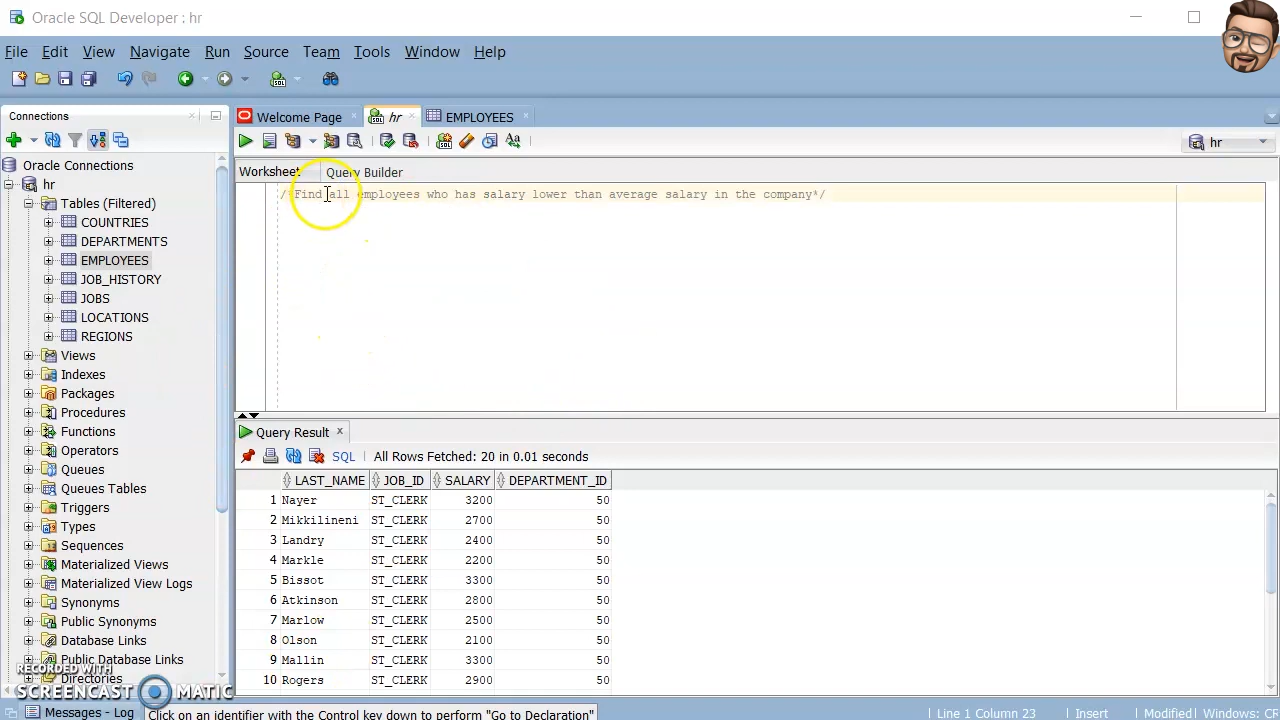 Oracle SQL Developer : hr
File Edit View Navigate Run Source Team Tools Window Help
Connections
Welcome Page hr EMPLOYEES
hr
Worksheet Query Builder
Oracle Connections
hr
Tables (Filtered)
COUNTRIES
DEPARTMENTS
EMPLOYEES
JOB_HISTORY
JOBS
LOCATIONS
REGIONS
Views
Indexes
Packages
Procedures
Functions
Operators
Queues
Queues Tables
Triggers
Types
Sequences
Materialized Views
Materialized View Logs
Synonyms
Public Synonyms
Database Links
Public Database Links
Directories
/*Find all employees who has salary lower than average salary in the company*/
Query Result
SQL All Rows Fetched: 20 in 0.01 seconds
LAST_NAME JOB_ID SALARY DEPARTMENT_ID
1 Nayer ST_CLERK 3200 50
2 Mikkilineni ST_CLERK 2700 50
3 Landry ST_CLERK 2400 50
4 Markle ST_CLERK 2200 50
5 Bissot ST_CLERK 3300 50
6 Atkinson ST_CLERK 2800 50
7 Marlow ST_CLERK 2500 50
8 Olson ST_CLERK 2100 50
9 Mallin ST_CLERK 3300 50
10 Rogers ST_CLERK 2900 50
RECORDED WITH
SCREENCAST MATIC
Messages - Log
Click on an identifier with the Control key down to perform "Go to Declaration"
Line 1 Column 23 Insert Modified Windows: CR